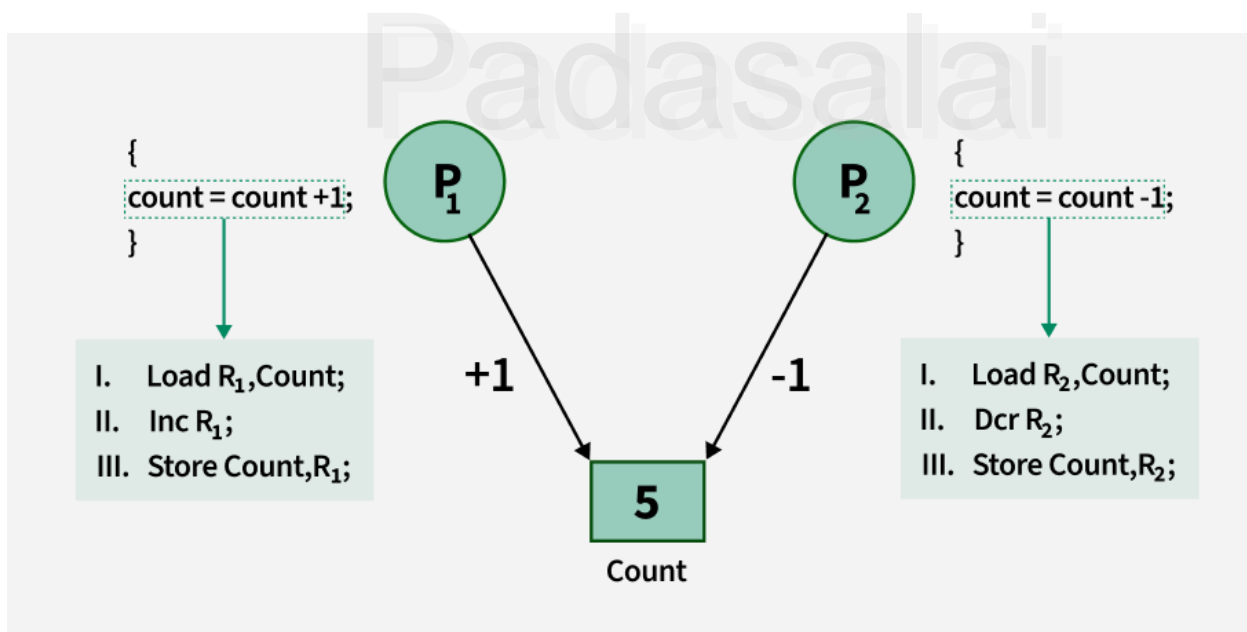 Padasalai
{
count = count +1;
}
P1
P2
{
count = count -1;
}
I. Load R1,Count;
II. Inc R1;
III. Store Count,R1;
+1
-1
I. Load R2,Count;
II. Dcr R2;
III. Store Count,R2;
5
Count